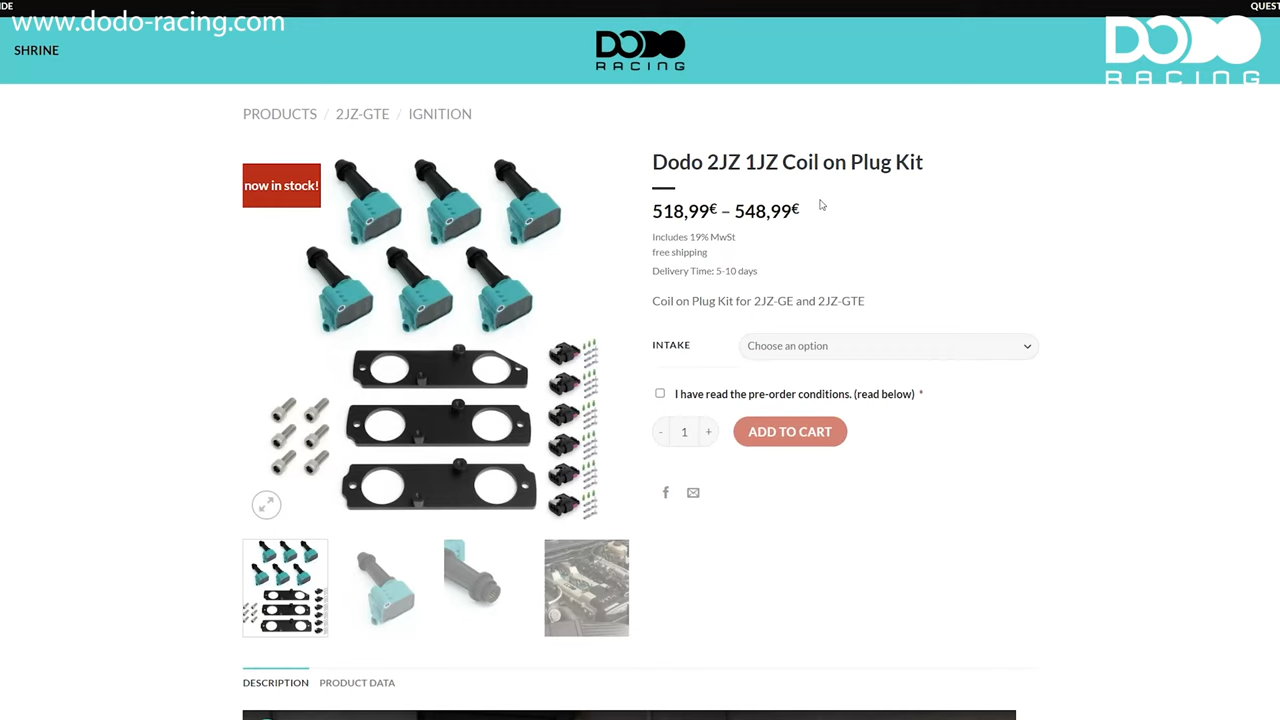 IDE
QUEST
www.dodo-racing.com
SHRINE
DODO
RACING
DODO
RACING
PRODUCTS / 2JZ-GTE / IGNITION
now in stock!
Dodo 2JZ 1JZ Coil on Plug Kit
518,99€ – 548,99€
Includes 19% MwSt
free shipping
Delivery Time: 5-10 days
Coil on Plug Kit for 2JZ-GE and 2JZ-GTE
INTAKE
Choose an option
I have read the pre-order conditions. (read below) *
- 1 +
ADD TO CART
DESCRIPTION
PRODUCT DATA